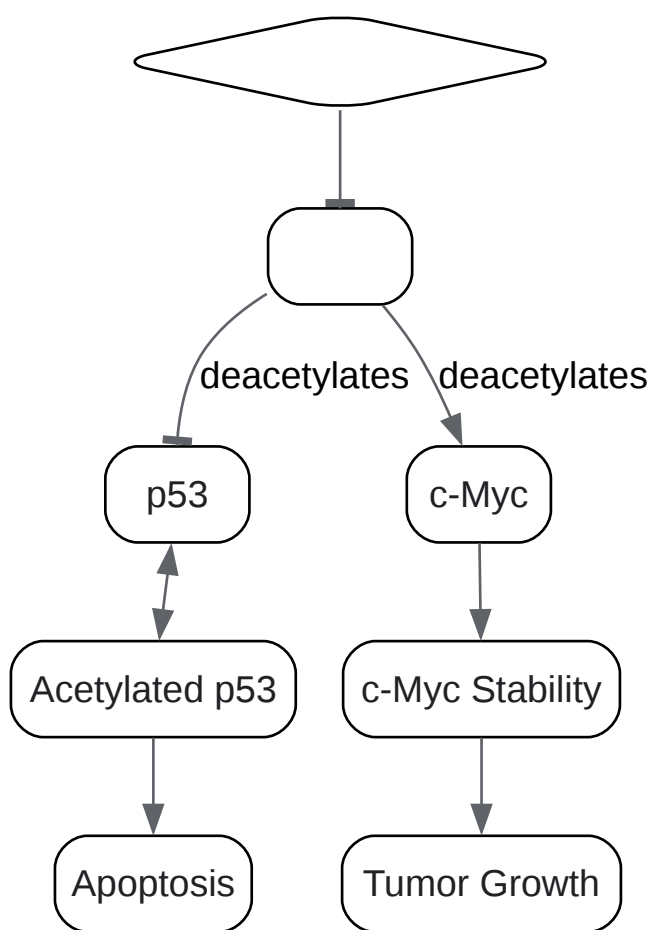 deacetylates
deacetylates
p53
c-Myc
Acetylated p53
c-Myc Stability
Apoptosis
Tumor Growth